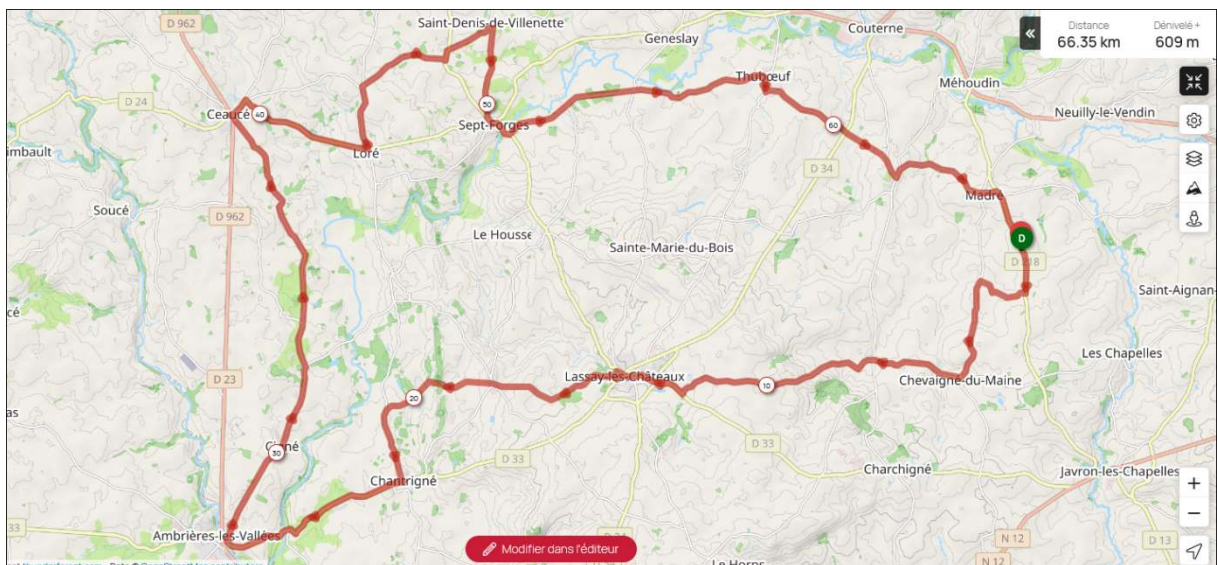 D 962
Saint-Denis-de-Villenette
Geneslay
Couterne
«
Distance
66.35 km
Dénivelé +
609 m
Thubœuf
Méhoudin
D 24
Ceaucé
40
50
Sept-Forges
60
Neuilly-le-Vendin
Loré
D 34
Soucé
D 962
Madré
Le Housse
Sainte-Marie-du-Bois
D
D 218
Saint-Aignan-
Les Chapelles
D 23
Lassay-les-Châteaux
10
Chevaigné-du-Maine
20
Cigné
30
D 33
D 33
Chantrigné
Charchigné
Javron-les-Chapelles
+
−
Ambrières-les-Vallées
Modifier dans l'éditeur
N 12
N 12
D 13